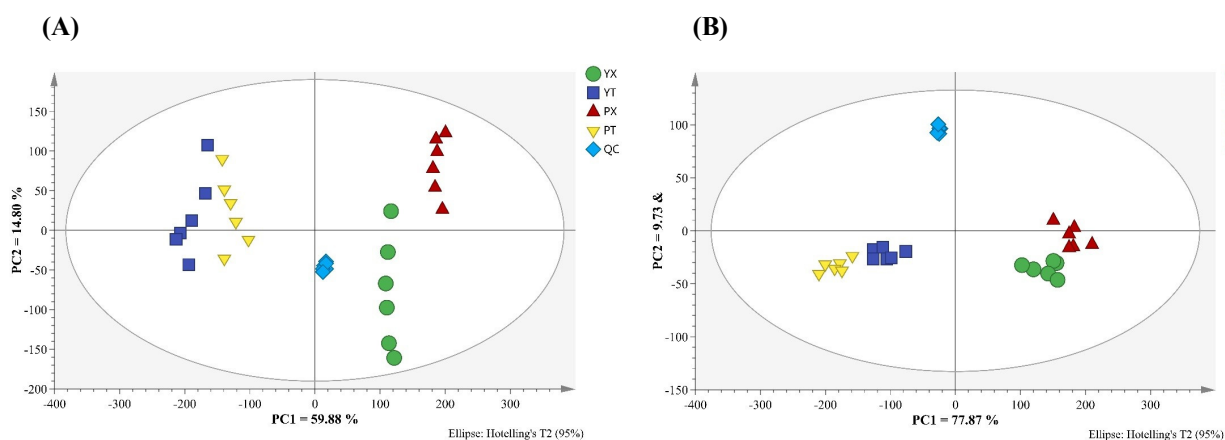 (A)
(B)
PC2 = 14.80 %
150
100
50
0
-50
-100
-150
-200
-400
-300
-200
-100
0
100
200
300
PC1 = 59.88 %
Ellipse: Hotelling's T2 (95%)
YX
YT
PX
PT
QC
PC2 = 9.73 &
100
50
0
-50
-100
-150
-400
-300
-200
-100
0
100
200
300
PC1 = 77.87 %
Ellipse: Hotelling's T2 (95%)